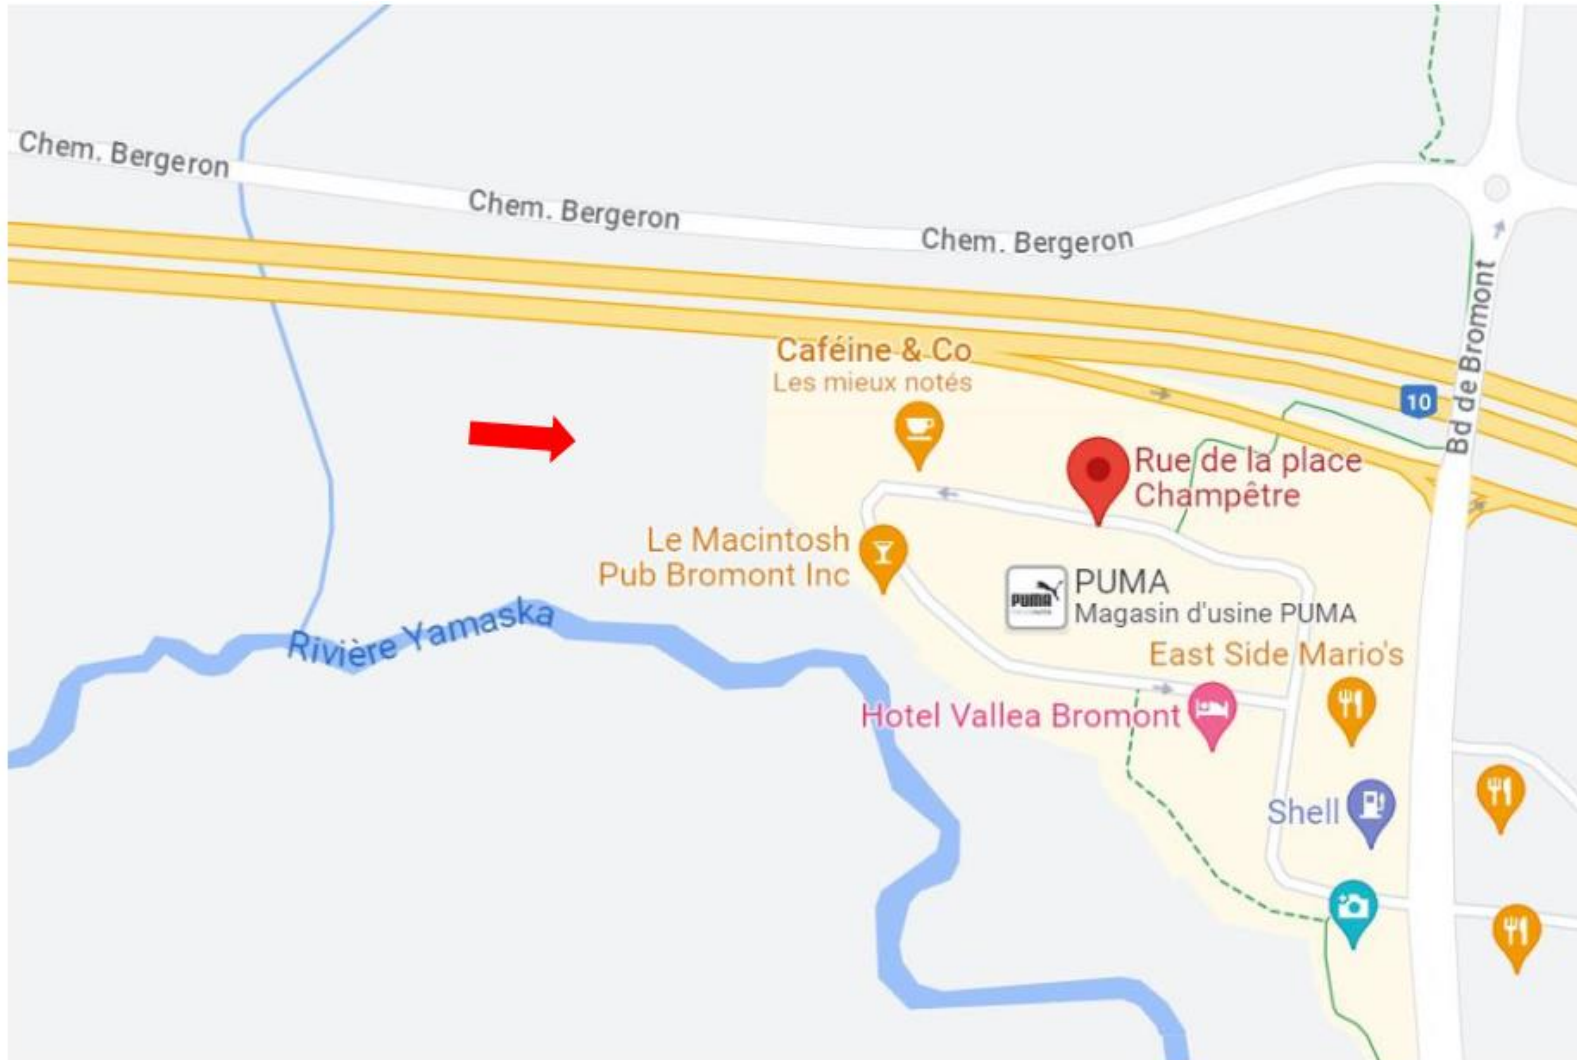 Chem. Bergeron
Chem. Bergeron
Chem. Bergeron
Bd de Bromont
Caféine & Co
Les mieux notés
10
Rue de la place
Champêtre
Le Macintosh
Pub Bromont Inc
PUMA
PUMA
Magasin d'usine PUMA
Rivière Yamaska
East Side Mario's
Hotel Vallea Bromont
Shell